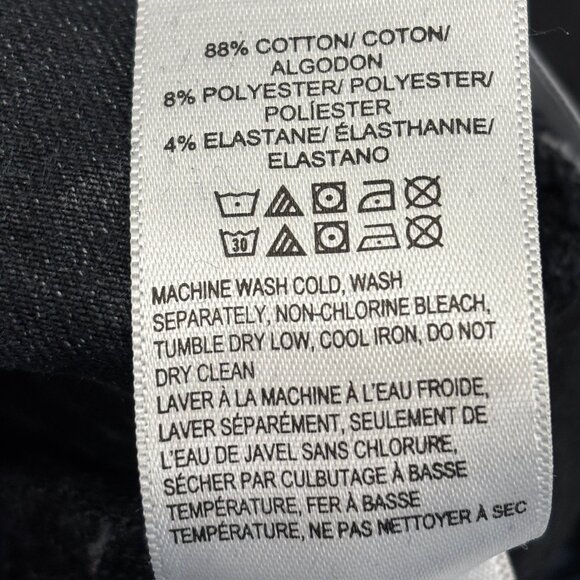 88% COTTON/ COTON/
ALGODON
8% POLYESTER/ POLYESTER/
POLÍESTER
4% ELASTANE/ ÉLASTHANNE/
ELASTANO
30
MACHINE WASH COLD, WASH
SEPARATELY, NON-CHLORINE BLEACH,
TUMBLE DRY LOW, COOL IRON, DO NOT
DRY CLEAN
LAVER À LA MACHINE À L'EAU FROIDE,
LAVER SÉPARÉMENT, SEULEMENT DE
L'EAU DE JAVEL SANS CHLORURE,
SÉCHER PAR CULBUTAGE À BASSE
TEMPÉRATURE, FER À BASSE
TEMPÉRATURE, NE PAS NETTOYER À SEC